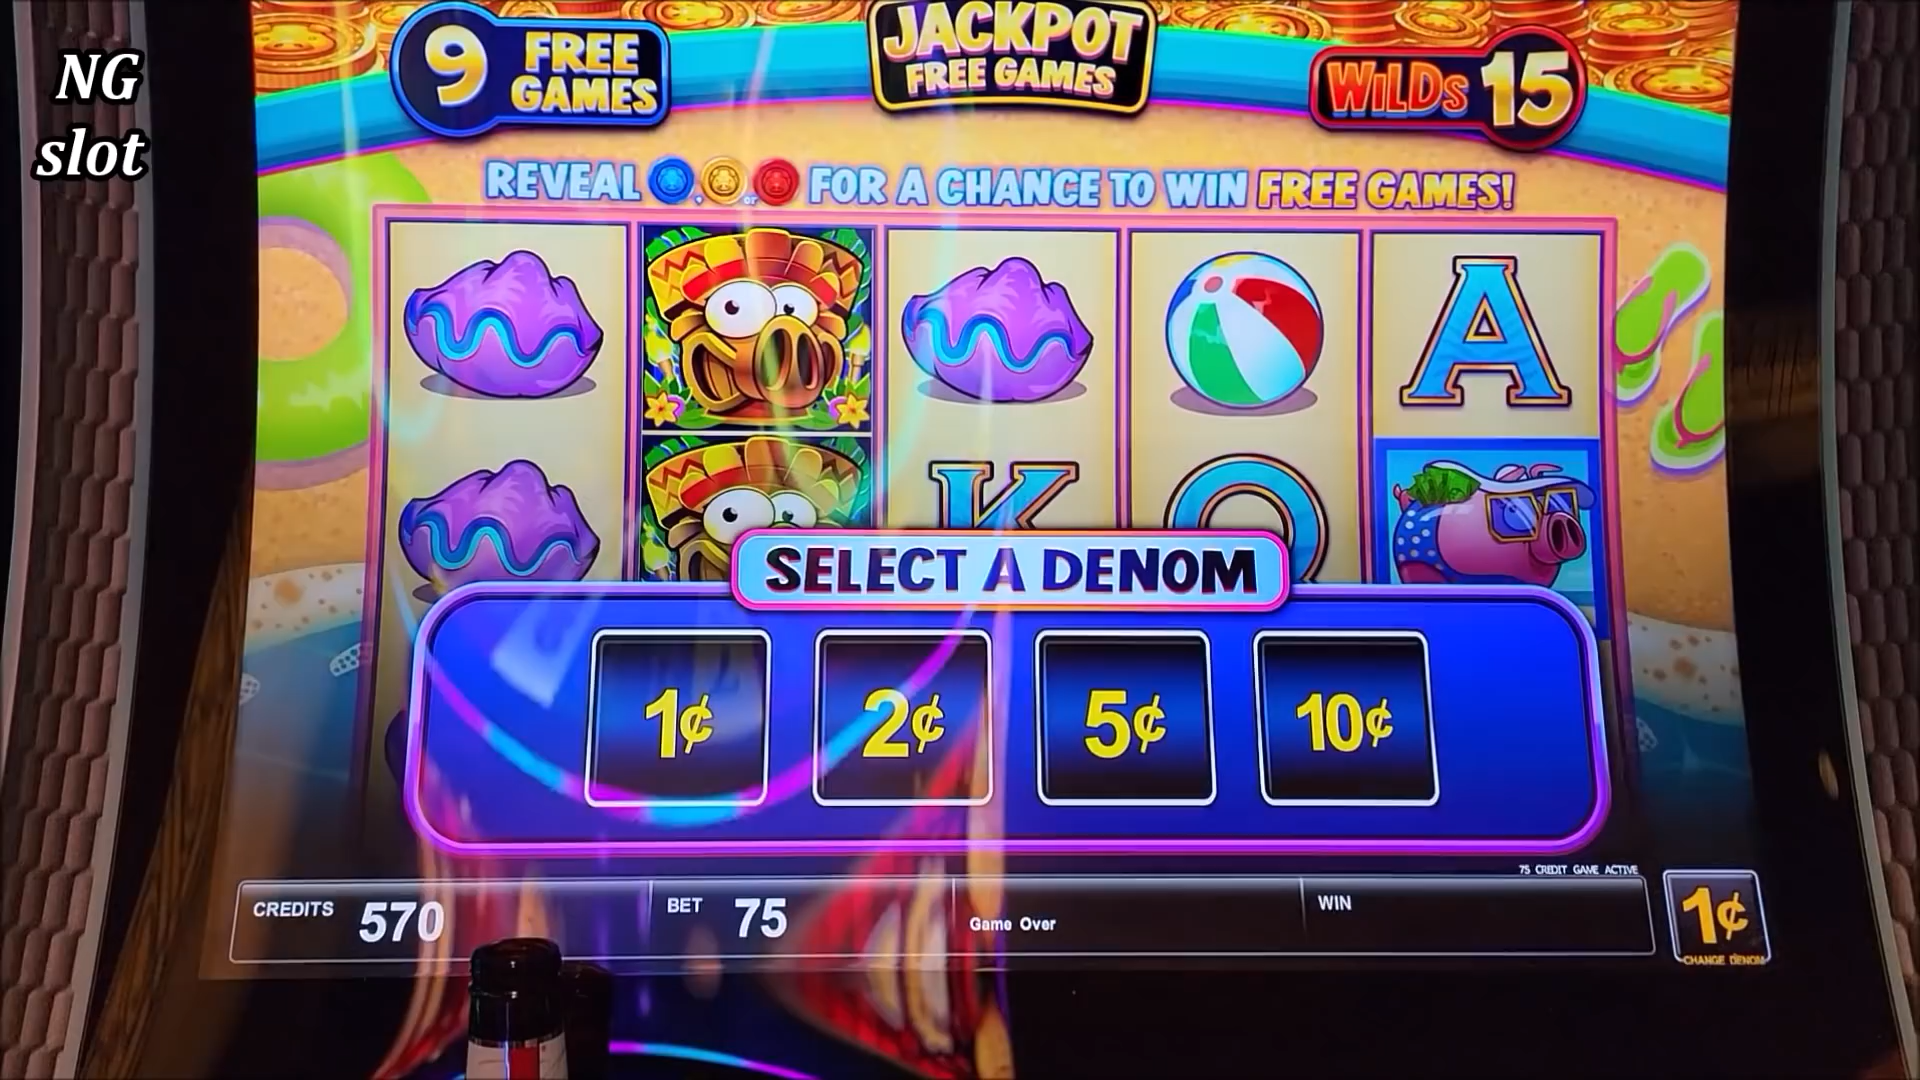 NG
slot
9 FREE
GAMES
JACKPOT
FREE GAMES
WILDS 15
REVEAL , or FOR A CHANCE TO WIN FREE GAMES!
A
K
Q
SELECT A DENOM
1¢ 2¢ 5¢ 10¢
75 CREDIT GAME ACTIVE
CREDITS 570 BET 75 Game Over WIN
1¢
CHANGE DENOM